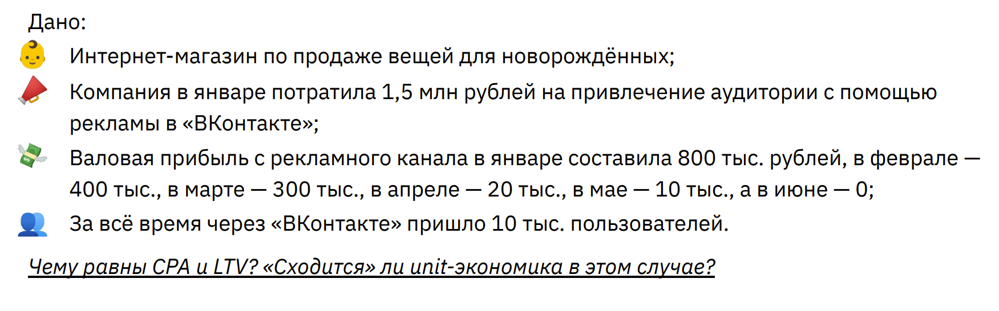 Дано:
Интернет-магазин по продаже вещей для новорождённых;
Компания в январе потратила 1,5 млн рублей на привлечение аудитории с помощью
рекламы в «ВКонтакте»;
Валовая прибыль с рекламного канала в январе составила 800 тыс. рублей, в феврале —
400 тыс., в марте — 300 тыс., в апреле — 20 тыс., в мае — 10 тыс., а в июне — 0;
За всё время через «ВКонтакте» пришло 10 тыс. пользователей.
Чему равны CPA и LTV? «Сходится» ли unit-экономика в этом случае?